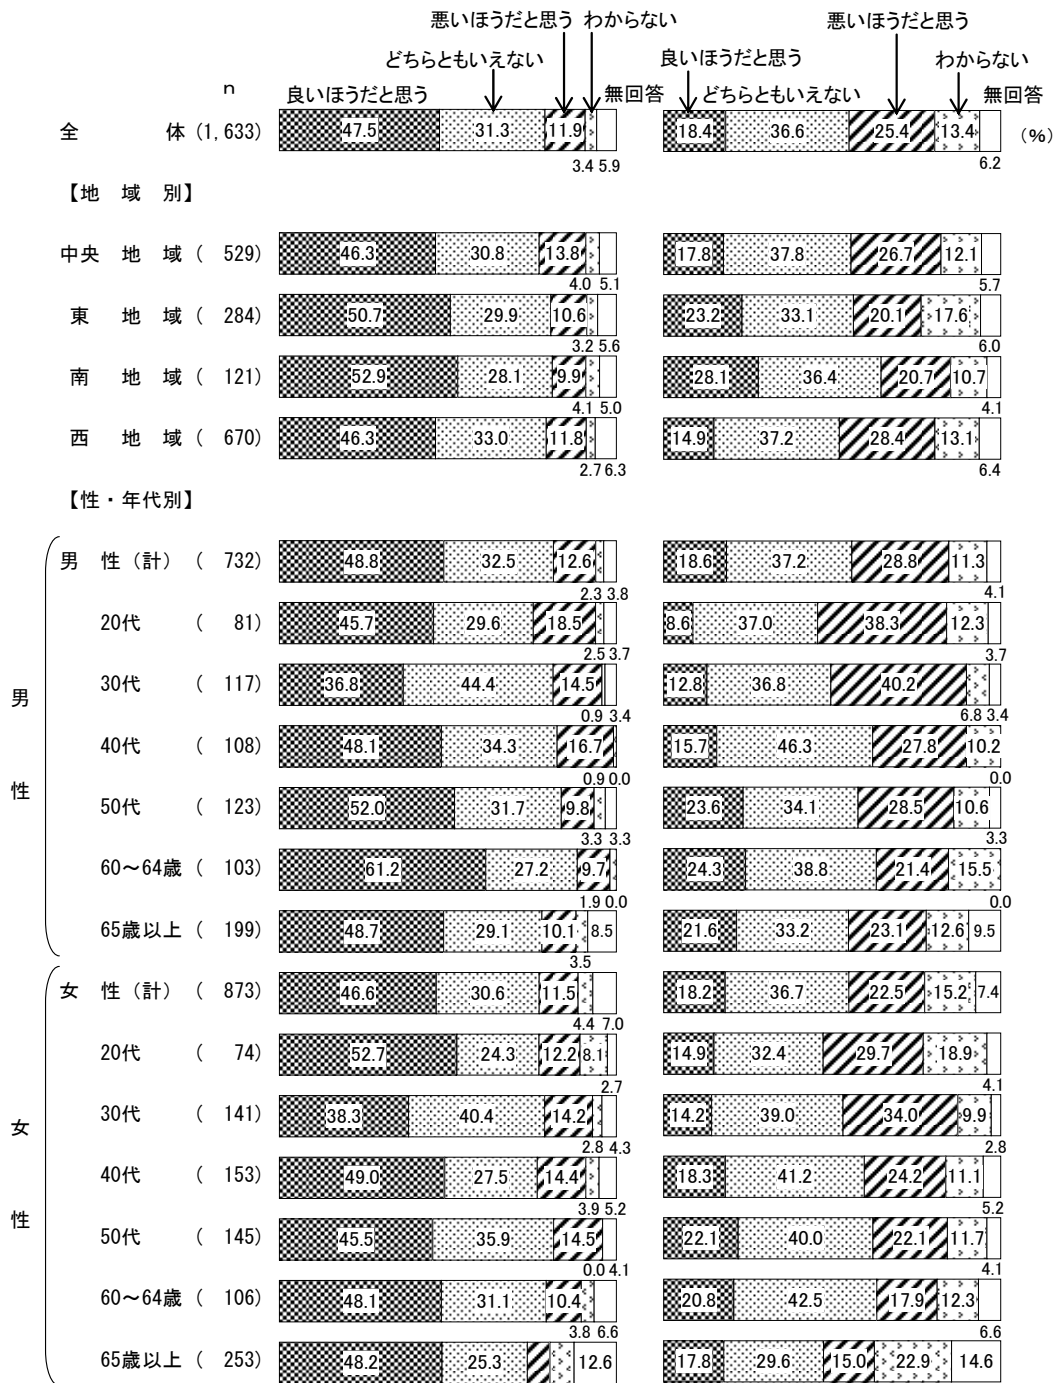 悪いほうだと思う わからない 悪いほうだと思う
どちらともいえない 良いほうだと思う わからない
n 良いほうだと思う 無回答 どちらともいえない 無回答
全 体 (1,633) 47.5 31.3 11.9 18.4 36.6 25.4 13.4 (%)
3.4 5.9 6.2
【地 域 別】
中央 地 域 ( 529) 46.3 30.8 13.8 17.8 37.8 26.7 12.1
4.0 5.1 5.7
東 地 域 ( 284) 50.7 29.9 10.6 23.2 33.1 20.1 17.6
3.2 5.6 6.0
南 地 域 ( 121) 52.9 28.1 9.9 28.1 36.4 20.7 10.7
4.1 5.0 4.1
西 地 域 ( 670) 46.3 33.0 11.8 14.9 37.2 28.4 13.1
2.7 6.3 6.4
【性・年代別】
男 性(計) ( 732) 48.8 32.5 12.6 18.6 37.2 28.8 11.3
2.3 3.8 4.1
20代 ( 81) 45.7 29.6 18.5 8.6 37.0 38.3 12.3
2.5 3.7 3.7
30代 ( 117) 36.8 44.4 14.5 12.8 36.8 40.2
男
0.9 3.4 6.8 3.4
40代 ( 108) 48.1 34.3 16.7 15.7 46.3 27.8 10.2
0.9 0.0 0.0
性
50代 ( 123) 52.0 31.7 9.8 23.6 34.1 28.5 10.6
3.3 3.3 3.3
60~64歳 ( 103) 61.2 27.2 9.7 24.3 38.8 21.4 15.5
1.9 0.0 0.0
65歳以上 ( 199) 48.7 29.1 10.1 8.5 21.6 33.2 23.1 12.6 9.5
3.5
女 性(計) ( 873) 46.6 30.6 11.5 18.2 36.7 22.5 15.2 7.4
4.4 7.0
20代 ( 74) 52.7 24.3 12.2 8.1 14.9 32.4 29.7 18.9
2.7 4.1
30代 ( 141) 38.3 40.4 14.2 14.2 39.0 34.0 9.9
女
2.8 4.3 2.8
40代 ( 153) 49.0 27.5 14.4 18.3 41.2 24.2 11.1
3.9 5.2 5.2
性
50代 ( 145) 45.5 35.9 14.5 22.1 40.0 22.1 11.7
0.0 4.1 4.1
60~64歳 ( 106) 48.1 31.1 10.4 20.8 42.5 17.9 12.3
3.8 6.6 6.6
65歳以上 ( 253) 48.2 25.3 12.6 17.8 29.6 15.0 22.9 14.6